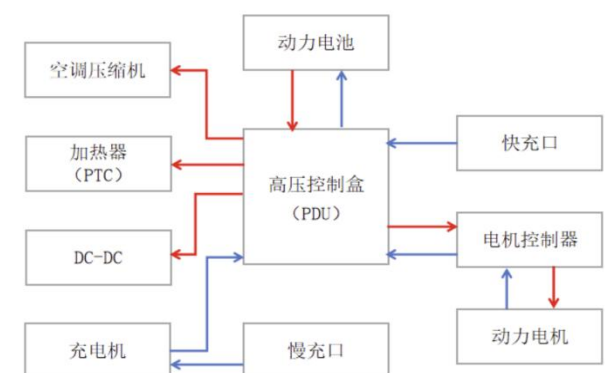 动力电池
空调压缩机
加热器
（PTC）
高压控制盒
（PDU）
快充口
电机控制器
DC-DC
充电机
慢充口
动力电机